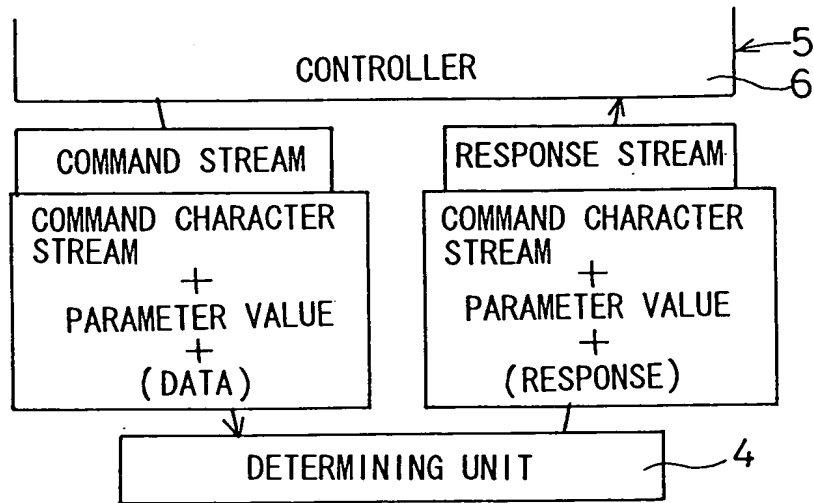 CONTROLLER
5
6
COMMAND STREAM
COMMAND CHARACTER
STREAM
+
PARAMETER VALUE
+
(DATA)
RESPONSE STREAM
COMMAND CHARACTER
STREAM
+
PARAMETER VALUE
+
(RESPONSE)
DETERMINING UNIT
4